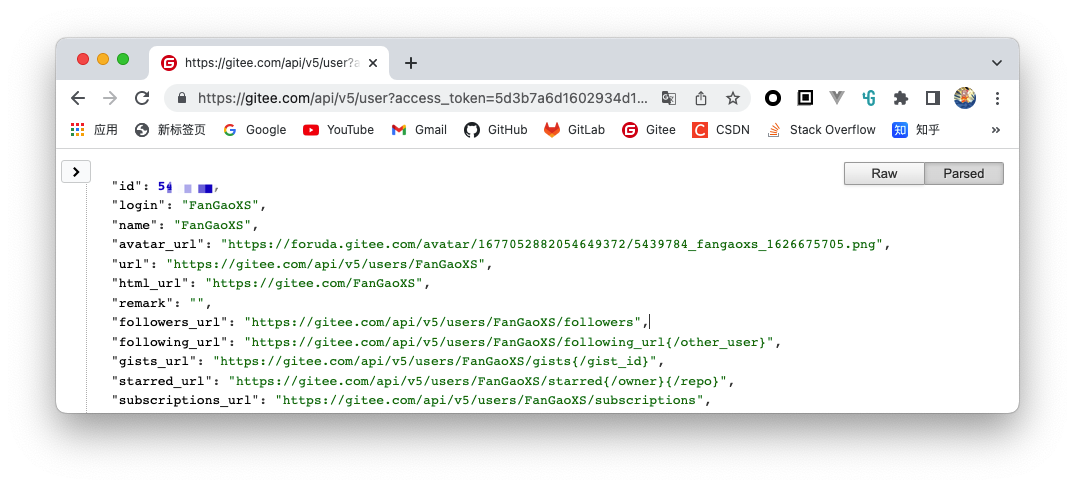 https://gitee.com/api/v5/user?a
https://gitee.com/api/v5/user?access_token=5d3b7a6d1602934d1...
应用 新标签页 Google YouTube Gmail GitHub GitLab Gitee CSDN Stack Overflow 知 知乎 »
Raw Parsed
"id": 5
"login": "FanGaoXS",
"name": "FanGaoXS",
"avatar_url": "https://foruda.gitee.com/avatar/1677052882054649372/5439784_fangaoxs_1626675705.png",
"url": "https://gitee.com/api/v5/users/FanGaoXS",
"html_url": "https://gitee.com/FanGaoXS",
"remark": "",
"followers_url": "https://gitee.com/api/v5/users/FanGaoXS/followers",
"following_url": "https://gitee.com/api/v5/users/FanGaoXS/following_url{/other_user}",
"gists_url": "https://gitee.com/api/v5/users/FanGaoXS/gists{/gist_id}",
"starred_url": "https://gitee.com/api/v5/users/FanGaoXS/starred{/owner}{/repo}",
"subscriptions_url": "https://gitee.com/api/v5/users/FanGaoXS/subscriptions",